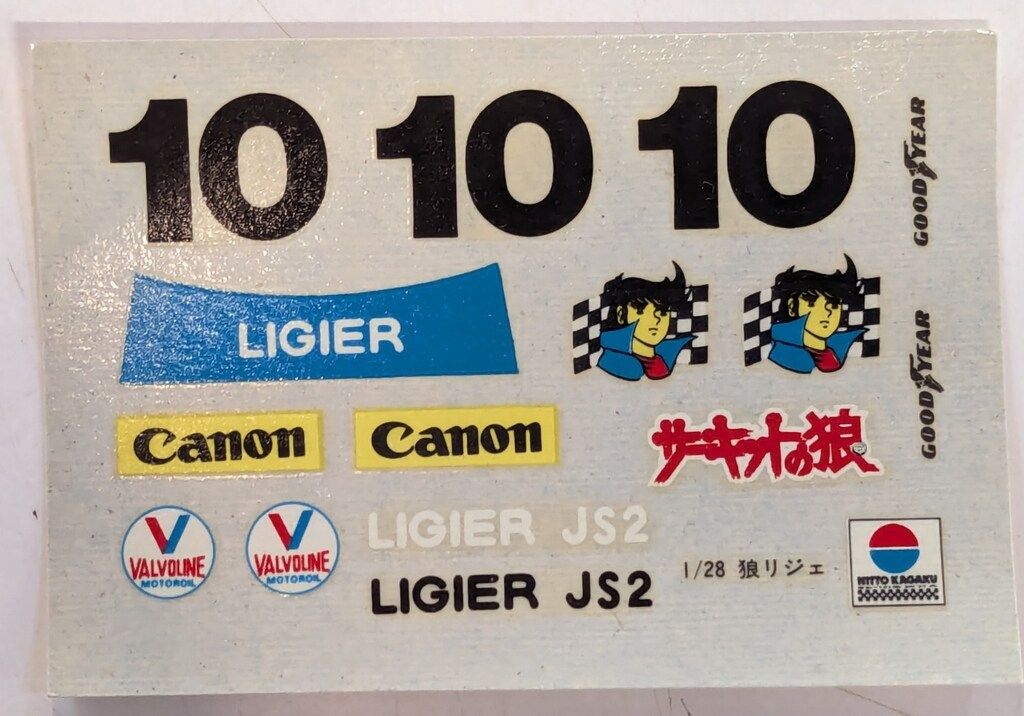 10 10 10
GOODYEAR
LIGIER
GOODYEAR
Canon Canon
サーキットの狼
VALVOLINE
MOTOROIL
VALVOLINE
MOTOROIL
LIGIER JS2
LIGIER JS2
1/28 狼リジェ
NITTO KAGAKU